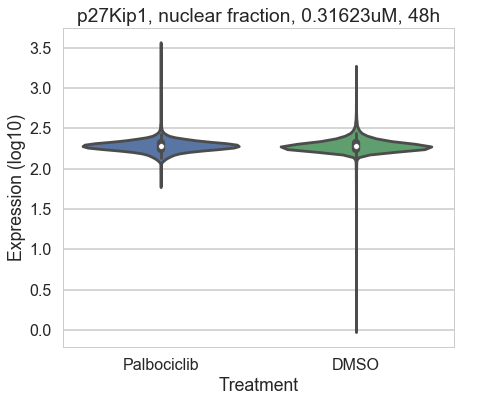 p27Kip1, nuclear fraction, 0.31623uM, 48h
Expression (log10)
3.5
3.0
2.5
2.0
1.5
1.0
0.5
0.0
Palbociclib
DMSO
Treatment